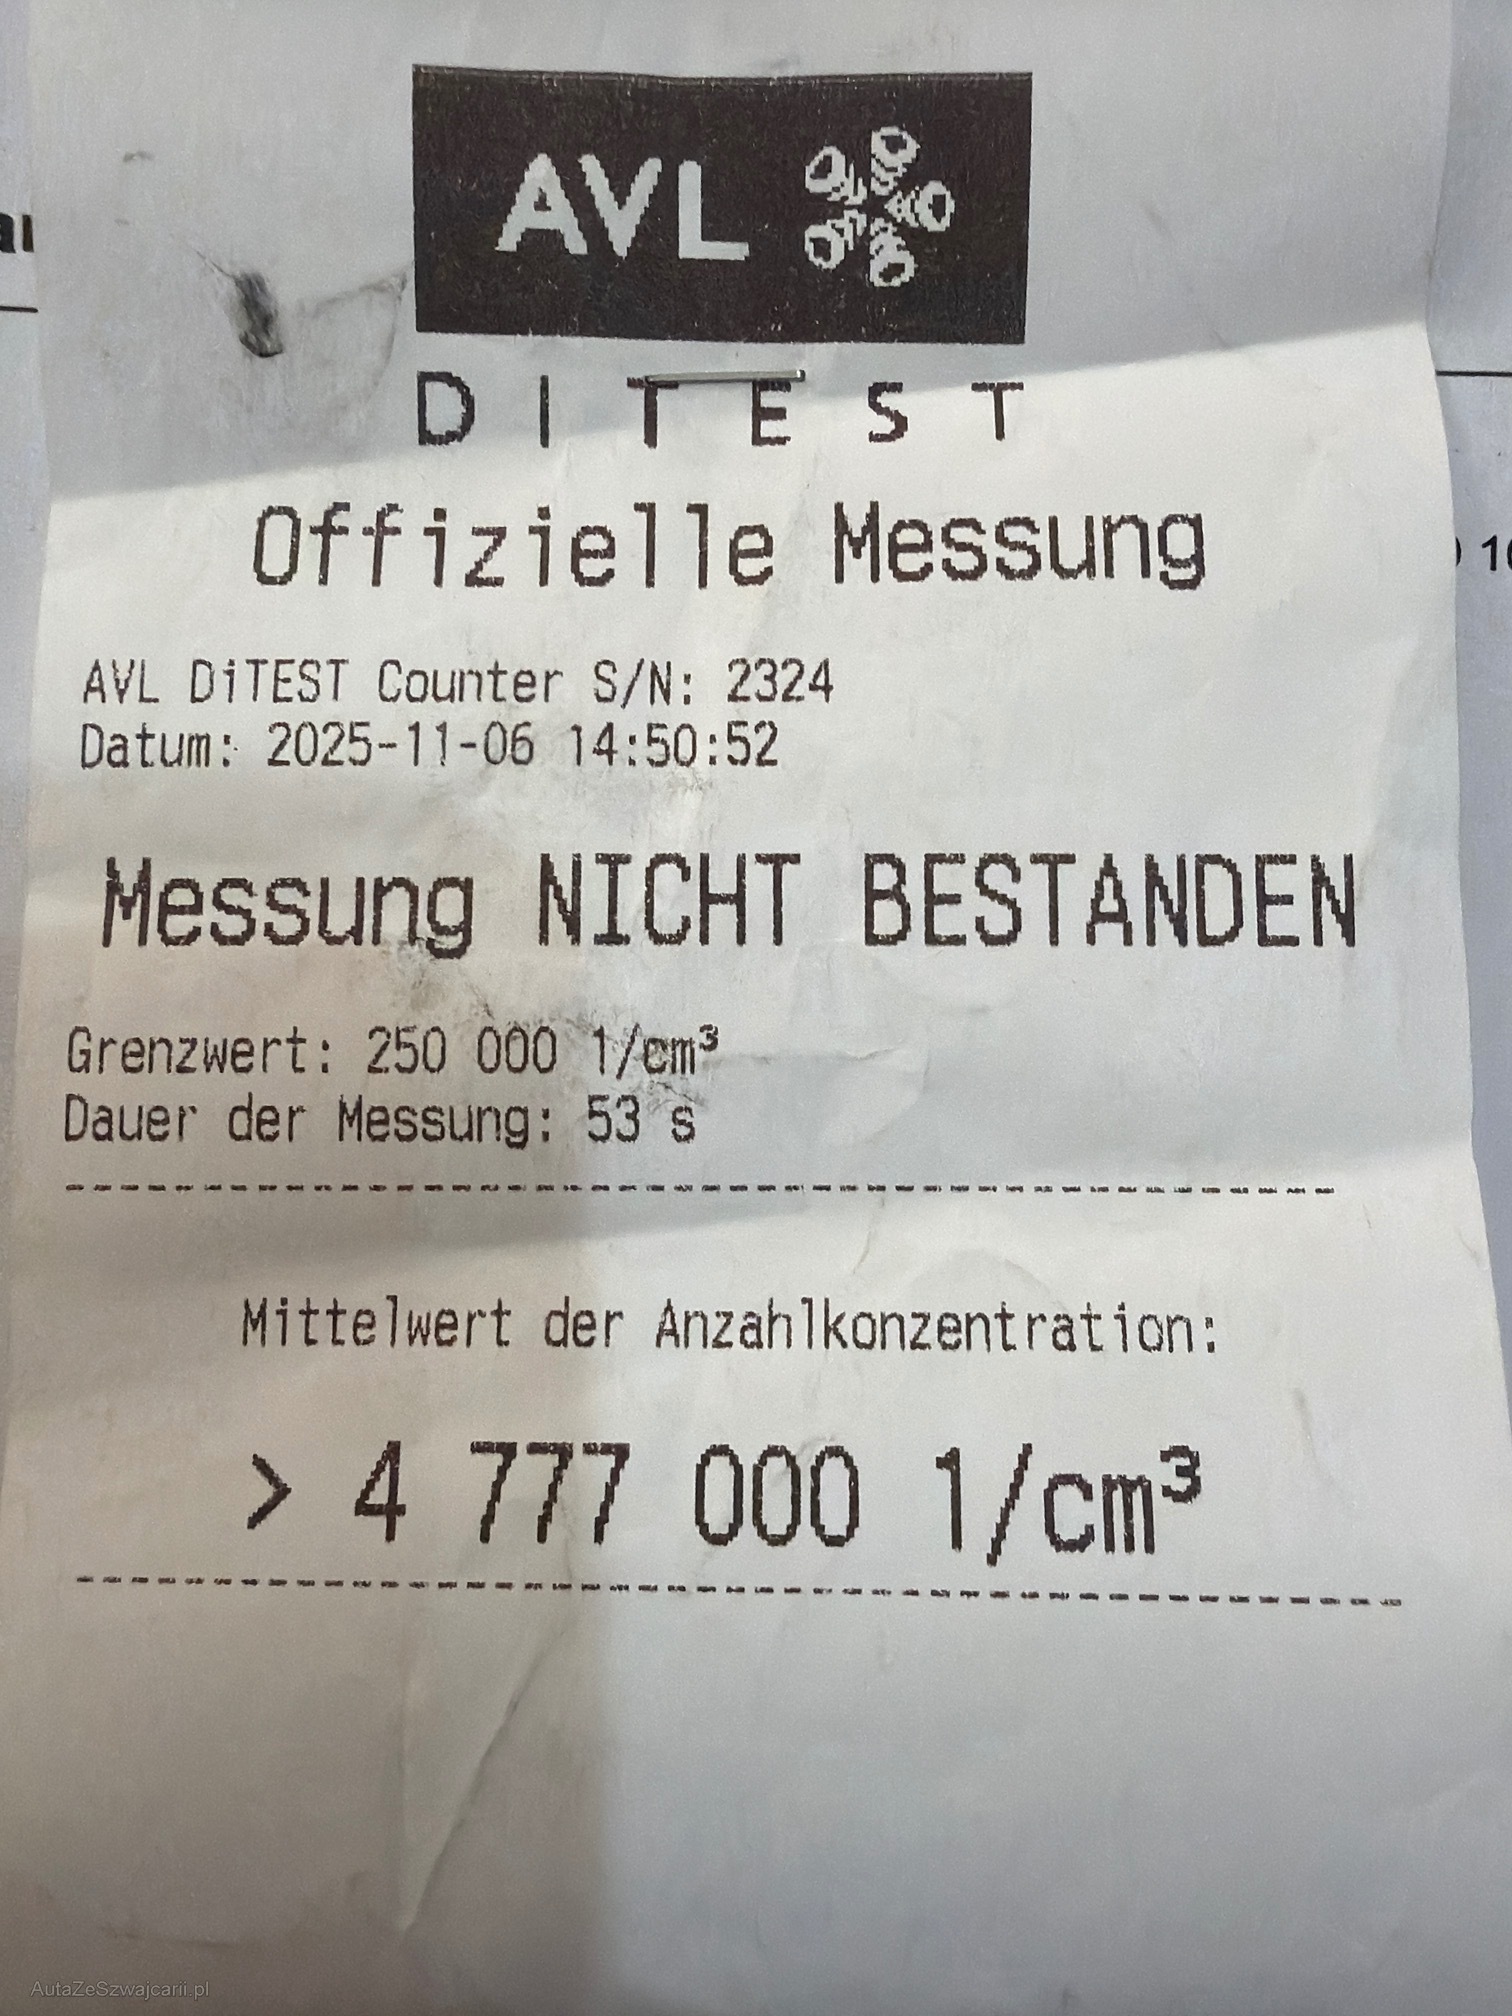 AVL
DITEST
Offizielle Messung
AVL DiTEST Counter S/N: 2324
Datum: 2025-11-06 14:50:52
Messung NICHT BESTANDEN
Grenzwert: 250 000 1/cm³
Dauer der Messung: 53 s
Mittelwert der Anzahlkonzentration:
> 4 777 000 1/cm³
AutaZeSzwajcarii.pl